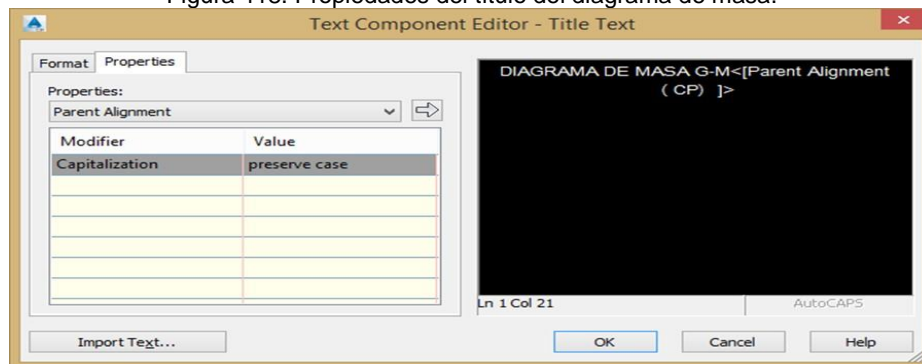 Figura 118. Propiedades del título del diagrama de masa.
Text Component Editor - Title Text
Format Properties
Properties:
Parent Alignment
Modifier Value
Capitalization preserve case
DIAGRAMA DE MASA G-M<[Parent Alignment
( CP) ]>
Ln 1 Col 21 AutoCAPS
Import Text... OK Cancel Help